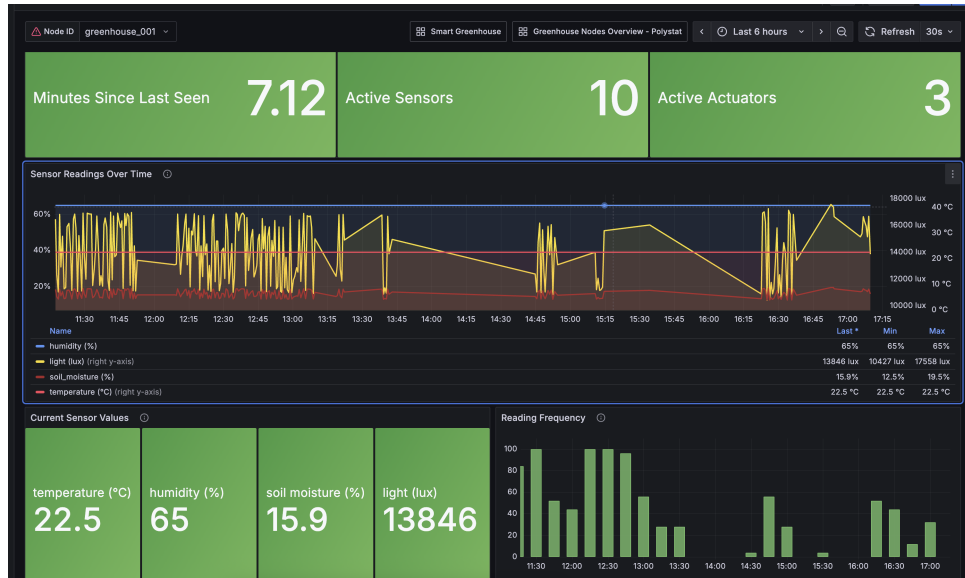 Node ID greenhouse_001 Smart Greenhouse Greenhouse Nodes Overview - Polystat Last 6 hours Refresh 30s
Minutes Since Last Seen 7.12 Active Sensors 10 Active Actuators 3
Sensor Readings Over Time
18000 lux 40 °C
60% 16000 lux 30 °C
40% 14000 lux 20 °C
20% 12000 lux 10 °C
10000 lux 0 °C
11:30 11:45 12:00 12:15 12:30 12:45 13:00 13:15 13:30 13:45 14:00 14:15 14:30 14:45 15:00 15:15 15:30 15:45 16:00 16:15 16:30 16:45 17:00 17:15
Name Last * Min Max
humidity (%) 65% 65% 65%
light (lux) (right y-axis) 13846 lux 10427 lux 17558 lux
soil_moisture (%) 15.9% 12.5% 19.5%
temperature (°C) (right y-axis) 22.5 °C 22.5 °C 22.5 °C
Current Sensor Values
temperature (°C) humidity (%) soil moisture (%) light (lux)
22.5 65 15.9 13846
Reading Frequency
100
80
60
40
20
0
11:30 12:00 12:30 13:00 13:30 14:00 14:30 15:00 15:30 16:00 16:30 17:00